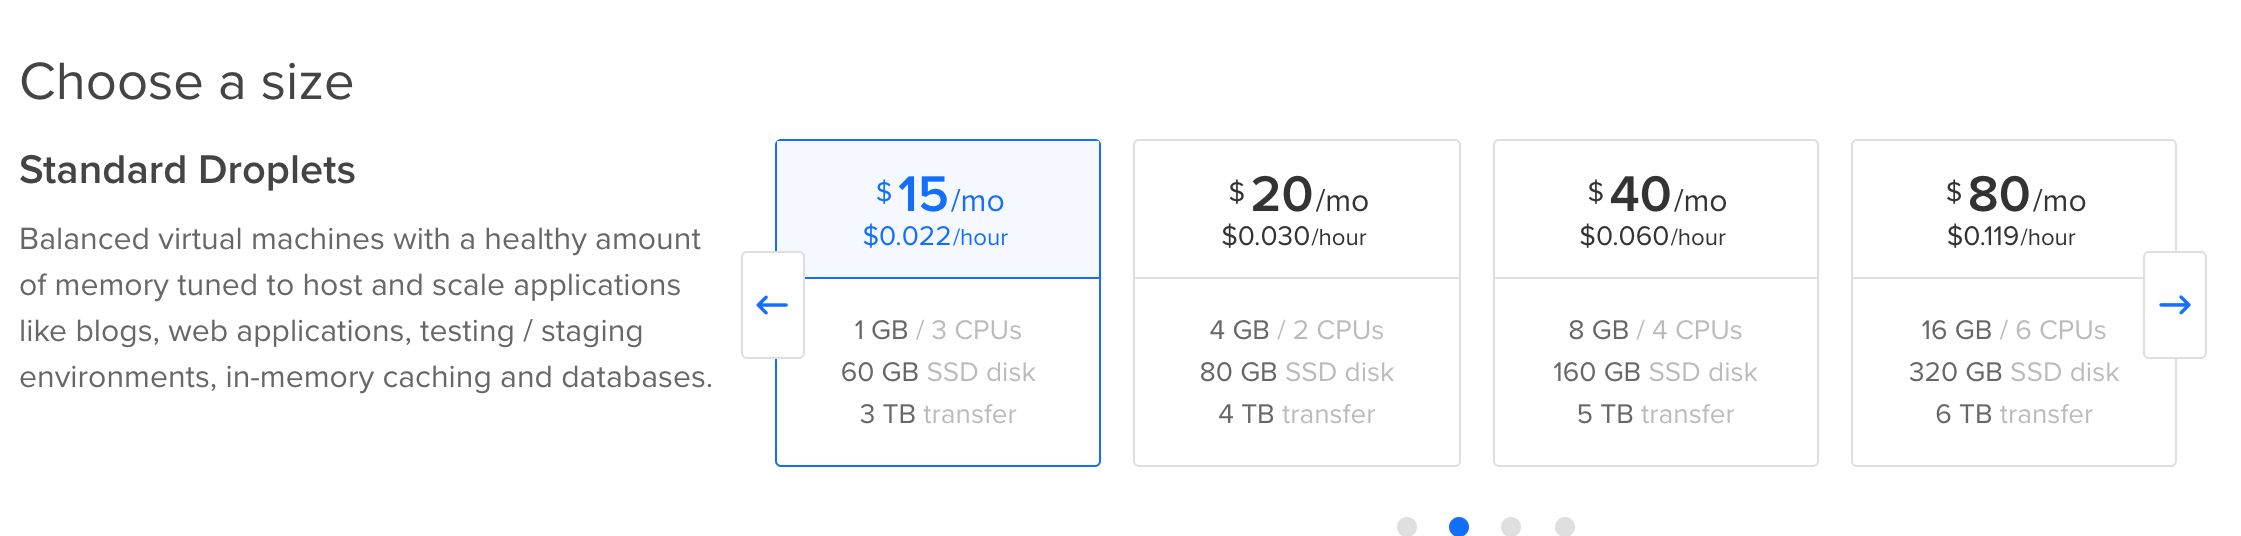 Choose a size
Standard Droplets
Balanced virtual machines with a healthy amount
of memory tuned to host and scale applications
like blogs, web applications, testing / staging
environments, in-memory caching and databases.
$15/mo
$0.022/hour
1 GB / 3 CPUs
60 GB SSD disk
3 TB transfer
$20/mo
$0.030/hour
4 GB / 2 CPUs
80 GB SSD disk
4 TB transfer
$40/mo
$0.060/hour
8 GB / 4 CPUs
160 GB SSD disk
5 TB transfer
$80/mo
$0.119/hour
16 GB / 6 CPUs
320 GB SSD disk
6 TB transfer